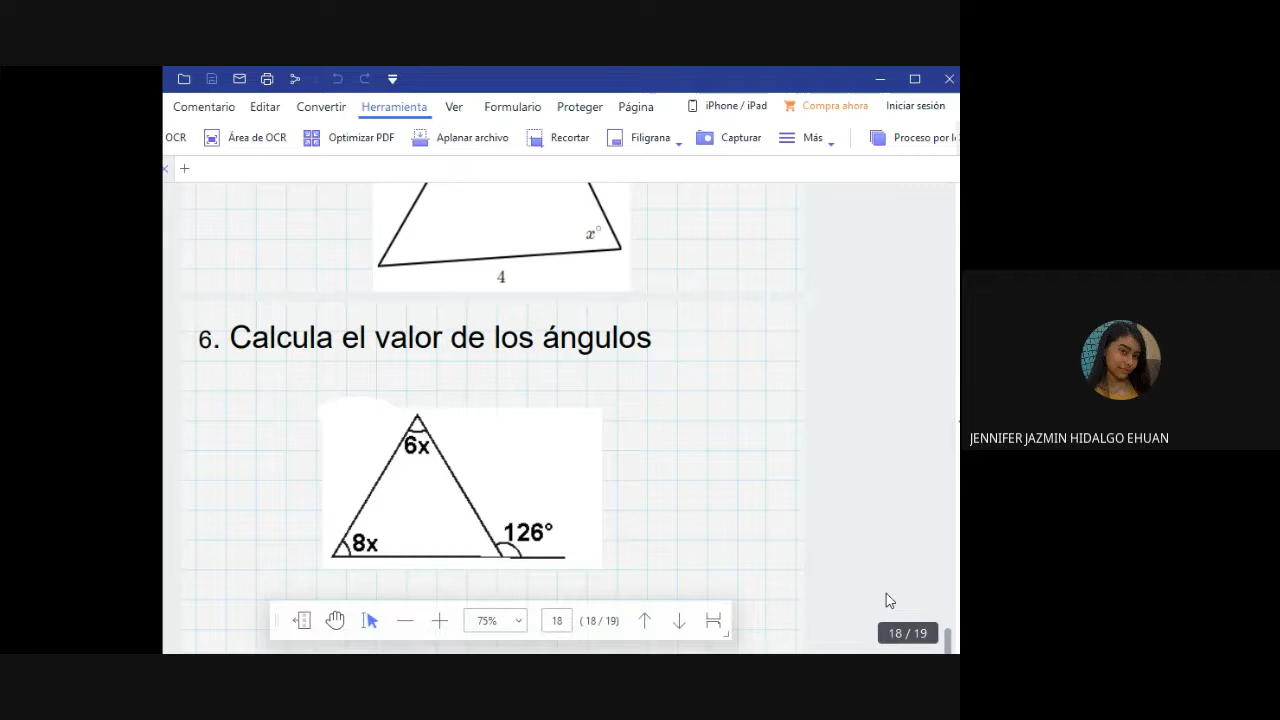 Comentario Editar Convertir Herramienta Ver Formulario Proteger Página iPhone / iPad Compra ahora Iniciar sesión
OCR Área de OCR Optimizar PDF Aplanar archivo Recortar Filigrana Capturar Más Proceso por l
x°
4
6. Calcula el valor de los ángulos
6x
126°
8x
75% 18 ( 18 / 19)
18 / 19
JENNIFER JAZMIN HIDALGO EHUAN